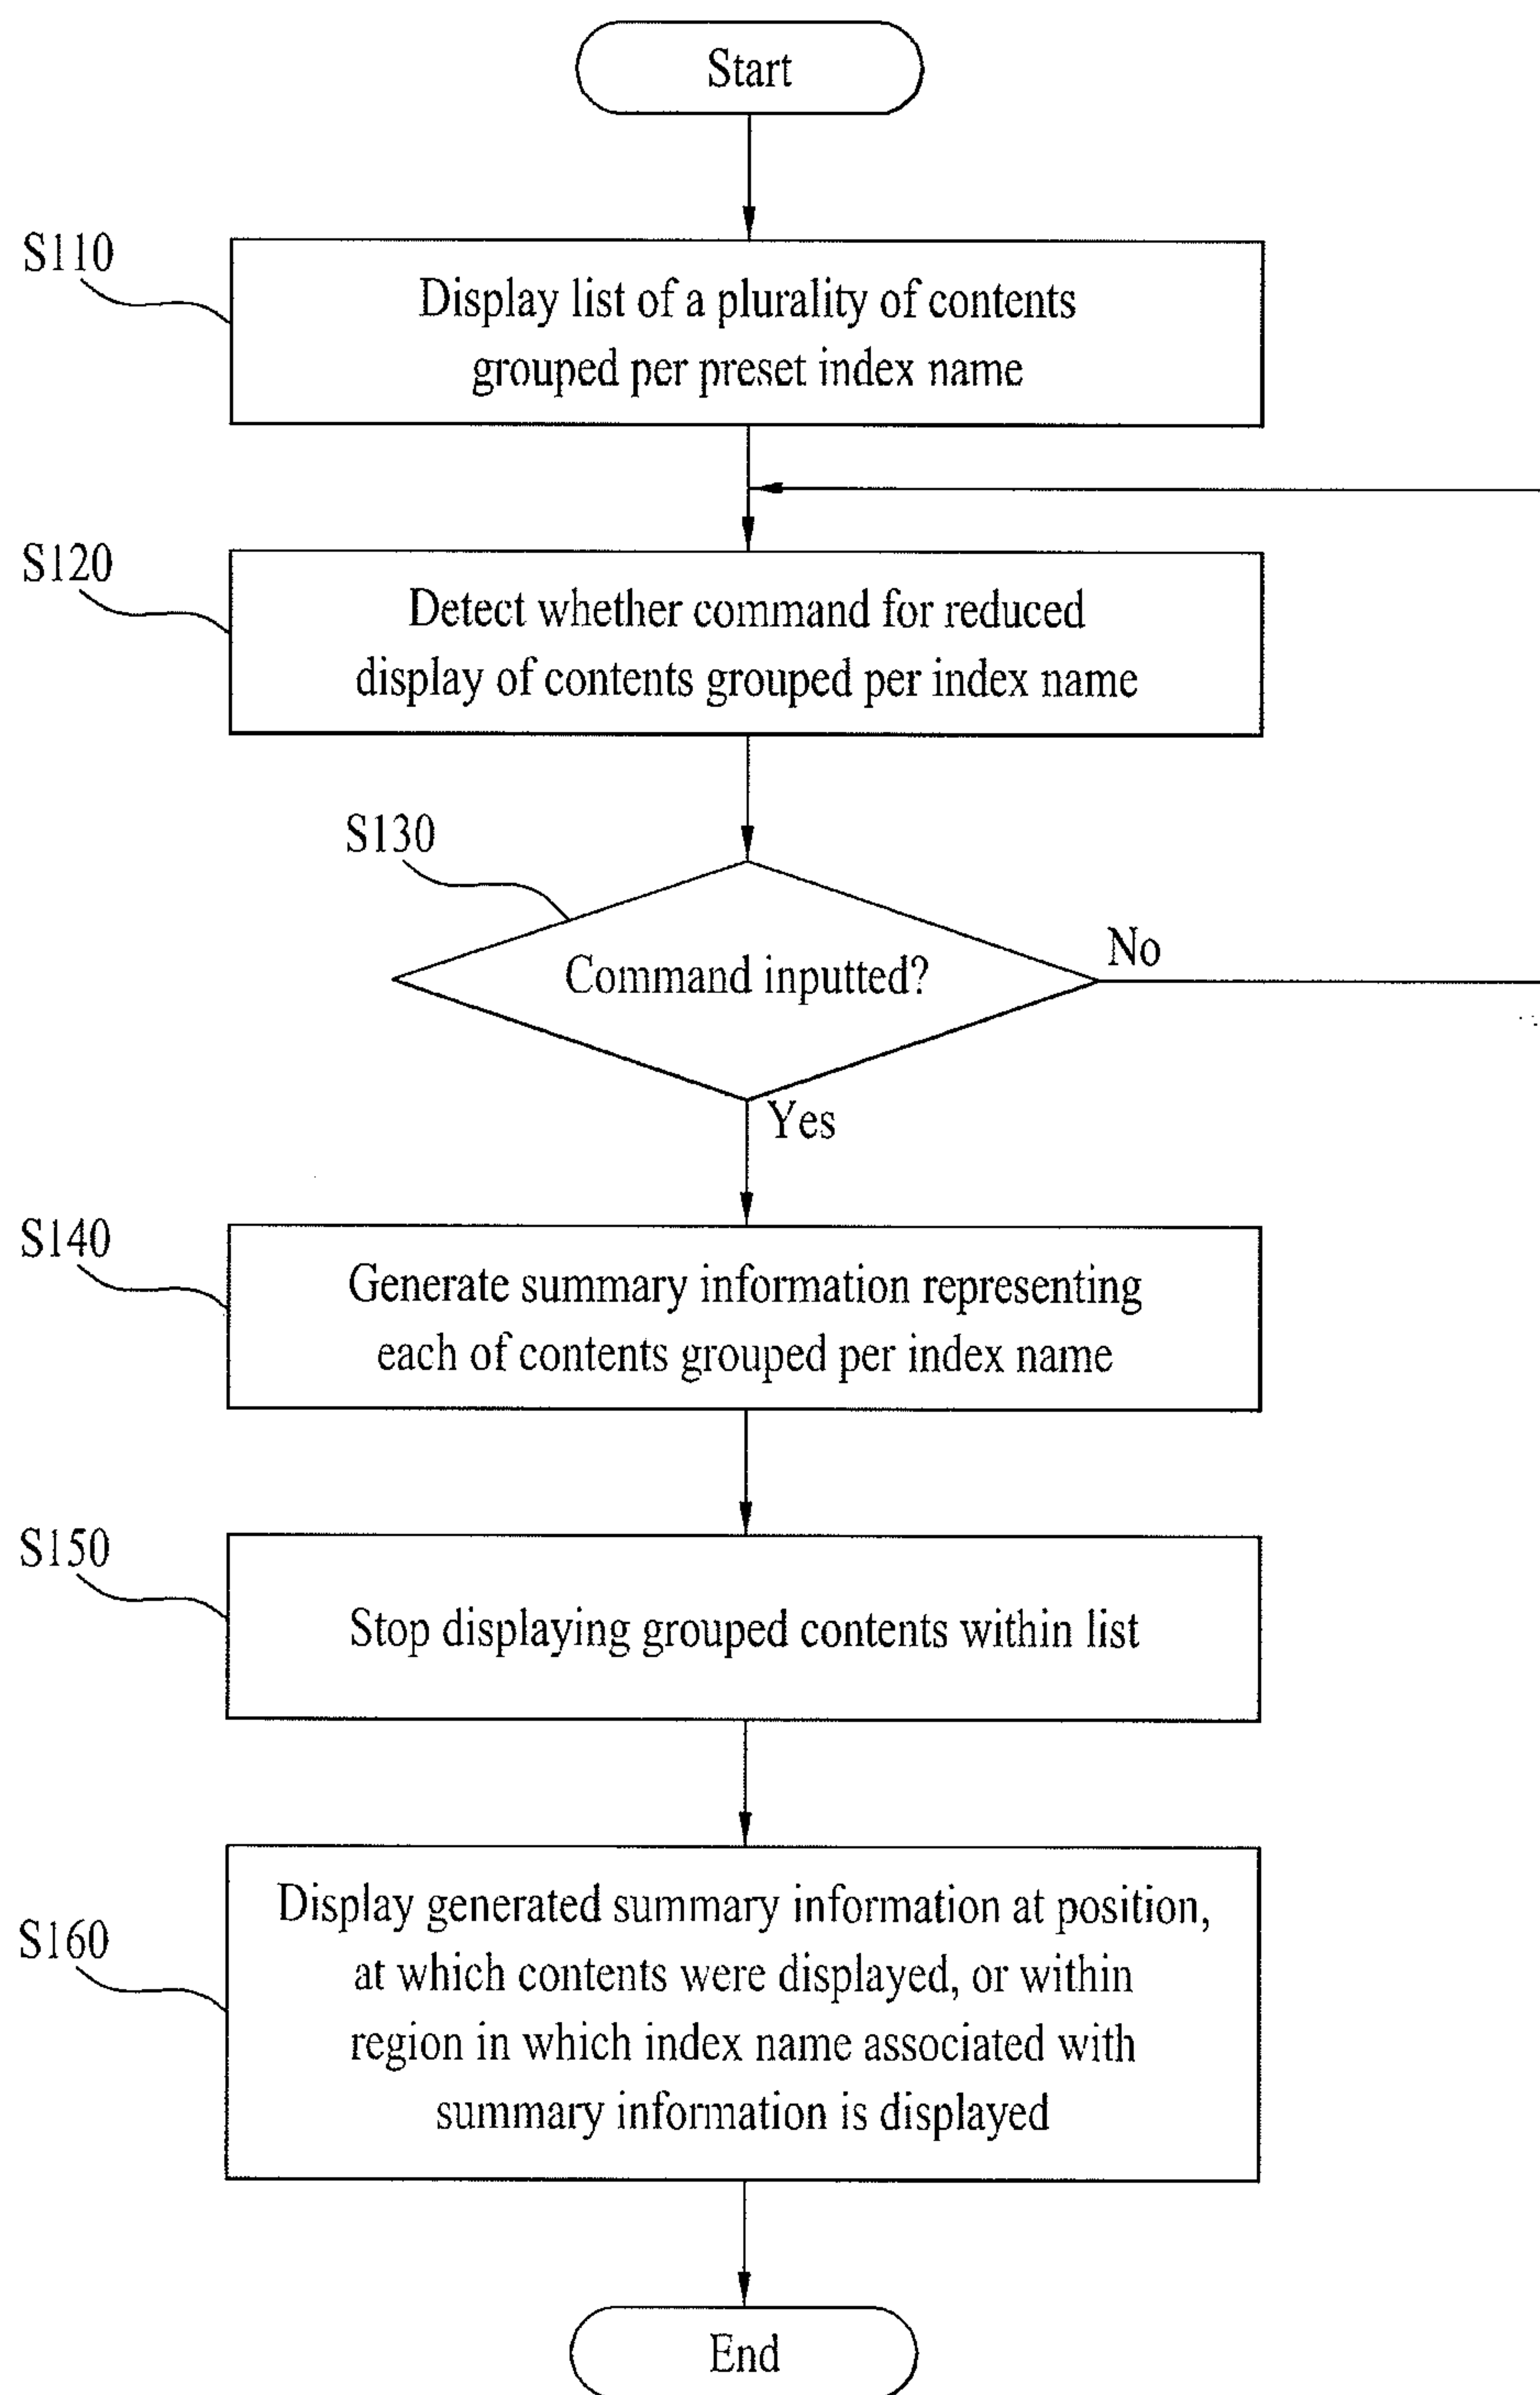 Start
S110
Display list of a plurality of contents
grouped per preset index name
S120
Detect whether command for reduced
display of contents grouped per index name
S130
Command inputted?
No
Yes
S140
Generate summary information representing
each of contents grouped per index name
S150
Stop displaying grouped contents within list
S160
Display generated summary information at position,
at which contents were displayed, or within
region in which index name associated with
summary information is displayed
End